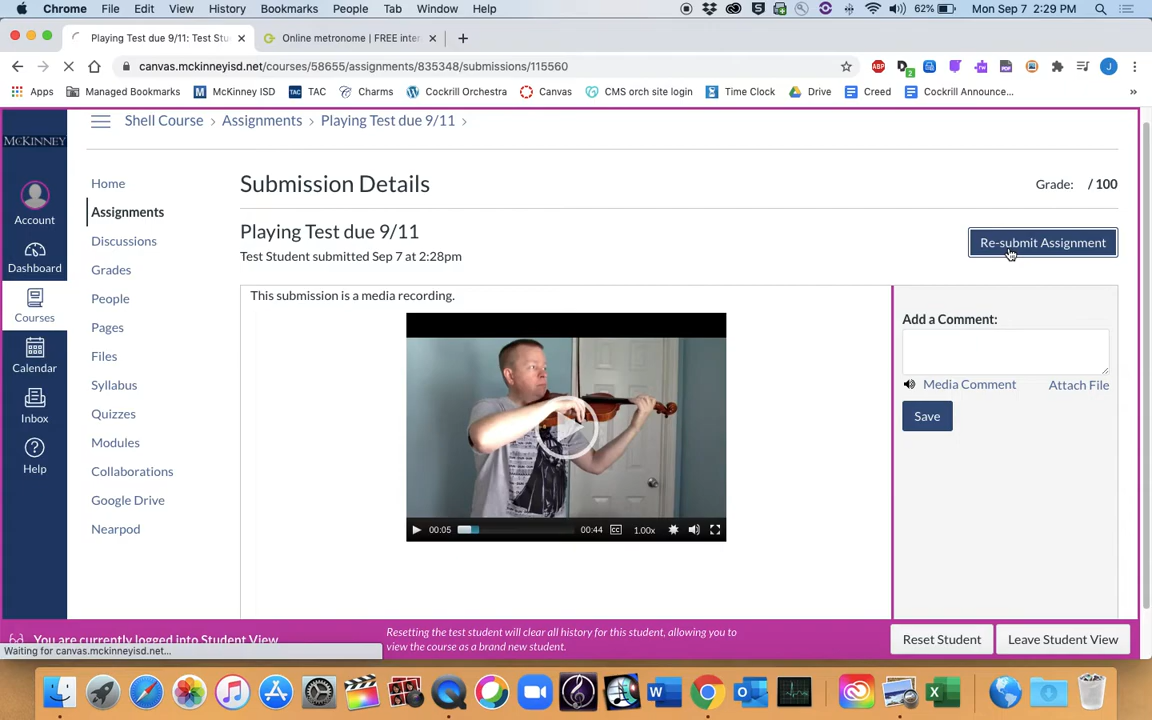 Chrome File Edit View History Bookmarks People Tab Window Help 62% Mon Sep 7 2:29 PM
Playing Test due 9/11: Test Stu Online metronome | FREE inter
canvas.mckinneyisd.net/courses/58655/assignments/835348/submissions/115560
Apps Managed Bookmarks McKinney ISD TAC Charms Cockrill Orchestra Canvas CMS orch site login Time Clock Drive Creed Cockrill Announce...
McKINNEY
Account
Dashboard
Courses
Calendar
Inbox
Help
Shell Course > Assignments > Playing Test due 9/11 >
Home
Assignments
Discussions
Grades
People
Pages
Files
Syllabus
Quizzes
Modules
Collaborations
Google Drive
Nearpod
Submission Details
Grade: / 100
Playing Test due 9/11
Test Student submitted Sep 7 at 2:28pm
Re-submit Assignment
This submission is a media recording.
00:05 00:44 CC 1.00x
Add a Comment:
Media Comment Attach File
Save
You are currently logged into Student View
Resetting the test student will clear all history for this student, allowing you to
view the course as a brand new student.
Reset Student Leave Student View
Waiting for canvas.mckinneyisd.net...